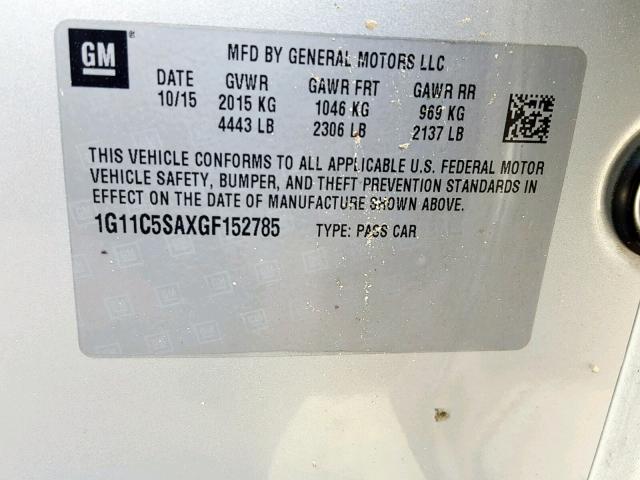 GM
MFD BY GENERAL MOTORS LLC
DATE GVWR GAWR FRT GAWR RR
10/15 2015 KG 1046 KG 969 KG
4443 LB 2306 LB 2137 LB
THIS VEHICLE CONFORMS TO ALL APPLICABLE U.S. FEDERAL MOTOR
VEHICLE SAFETY, BUMPER, AND THEFT PREVENTION STANDARDS IN
EFFECT ON THE DATE OF MANUFACTURE SHOWN ABOVE.
1G11C5SAXGF152785 TYPE: PASS CAR